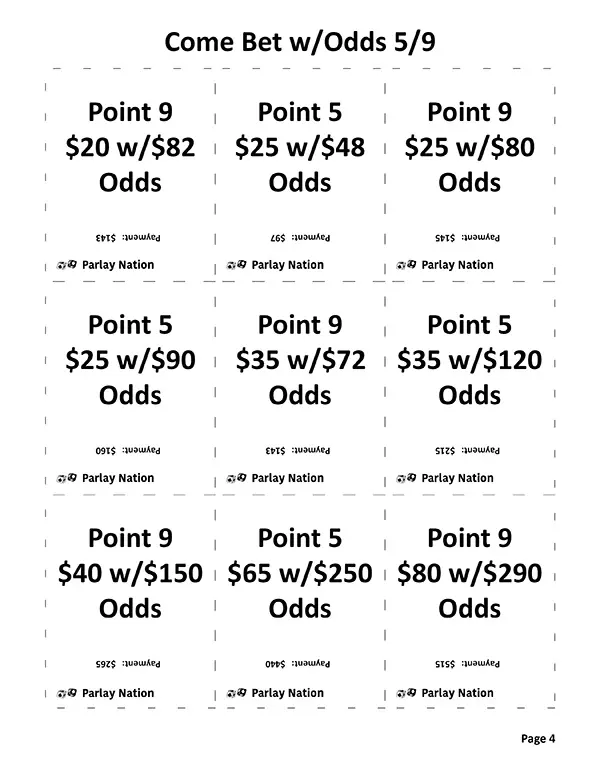 Come Bet w/Odds 5/9
Point 9
$20 w/$82
Odds
Payment: $143
Parlay Nation
Point 5
$25 w/$48
Odds
Payment: $97
Parlay Nation
Point 9
$25 w/$80
Odds
Payment: $145
Parlay Nation
Point 5
$25 w/$90
Odds
Payment: $160
Parlay Nation
Point 9
$35 w/$72
Odds
Payment: $143
Parlay Nation
Point 5
$35 w/$120
Odds
Payment: $215
Parlay Nation
Point 9
$40 w/$150
Odds
Payment: $265
Parlay Nation
Point 5
$65 w/$250
Odds
Payment: $440
Parlay Nation
Point 9
$80 w/$290
Odds
Payment: $515
Parlay Nation
Page 4